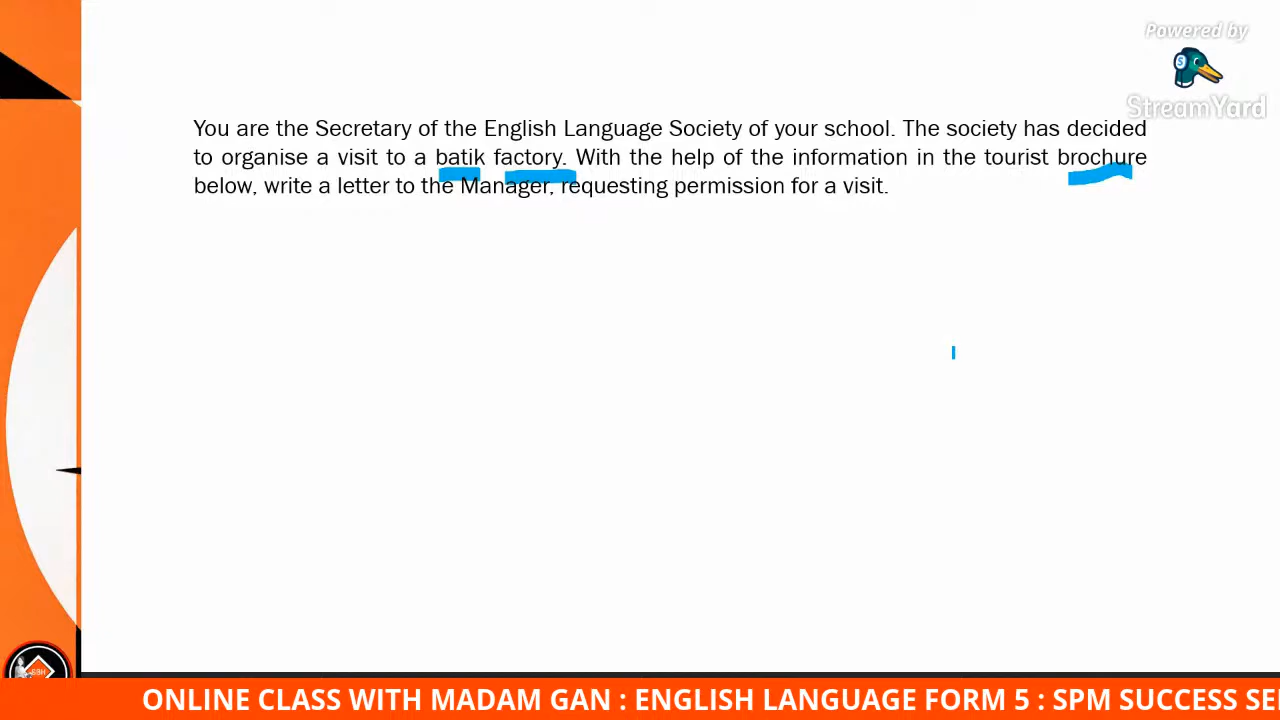 Powered by
StreamYard
You are the Secretary of the English Language Society of your school. The society has decided
to organise a visit to a batik factory. With the help of the information in the tourist brochure
below, write a letter to the Manager, requesting permission for a visit.
ONLINE CLASS WITH MADAM GAN : ENGLISH LANGUAGE FORM 5 : SPM SUCCESS SE